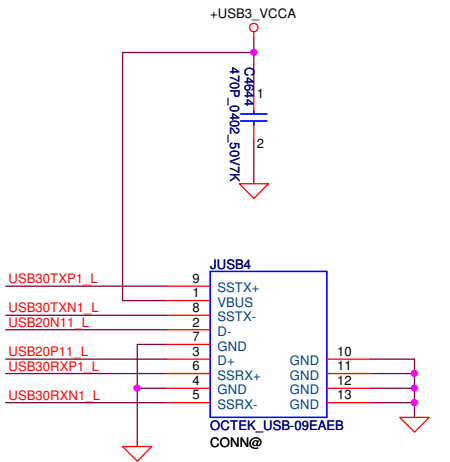 +USB3_VCCA
C4644
470P_0402_50V7K
1
2
JUSB4
USB30TXP1_L 9 SSTX+
1 VBUS
USB30TXN1_L 8 SSTX-
USB20N11_L 2 D-
7 GND
USB20P11_L 3 D+ GND 10
USB30RXP1_L 6 SSRX+ GND 11
4 GND GND 12
USB30RXN1_L 5 SSRX- GND 13
OCTEK_USB-09EAEB
CONN@